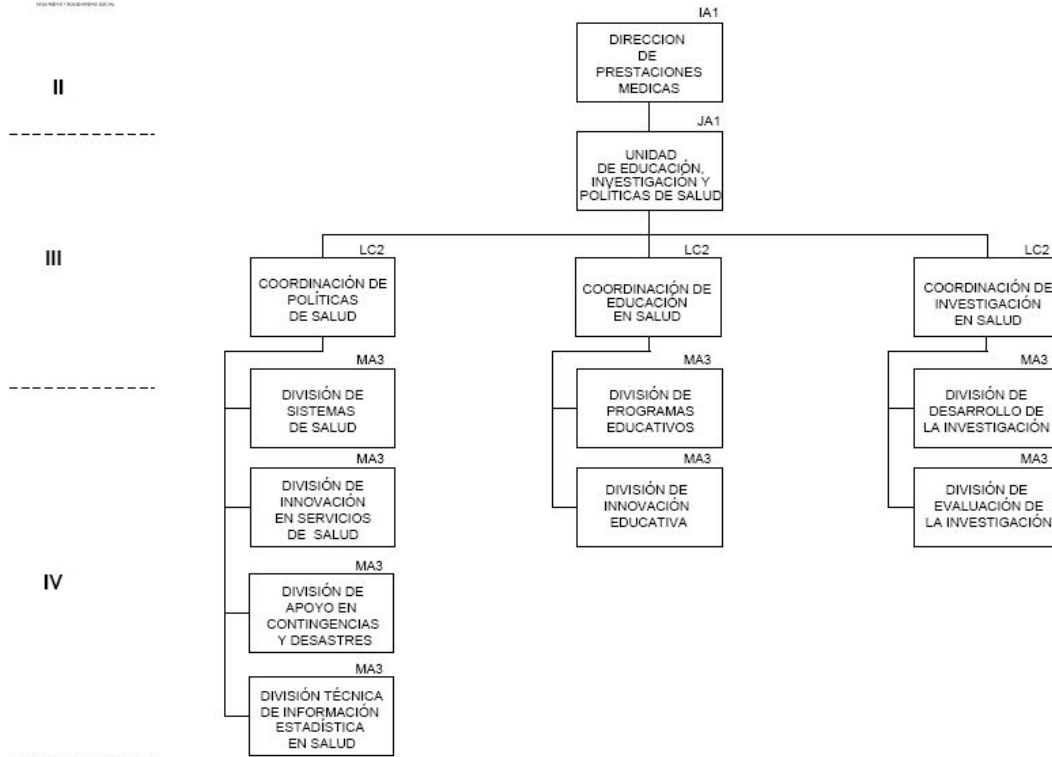 IA1
DIRECCION
DE
PRESTACIONES
MEDICAS
II
JA1
UNIDAD
DE EDUCACIÓN,
INVESTIGACIÓN Y
POLÍTICAS DE SALUD
III
LC2
COORDINACIÓN DE
POLÍTICAS
DE SALUD
LC2
COORDINACIÓN DE
EDUCACIÓN
EN SALUD
LC2
COORDINACIÓN DE
INVESTIGACIÓN
EN SALUD
MA3
DIVISIÓN DE
SISTEMAS
DE SALUD
MA3
DIVISIÓN DE
PROGRAMAS
EDUCATIVOS
MA3
DIVISIÓN DE
DESARROLLO DE
LA INVESTIGACIÓN
MA3
DIVISIÓN DE
INNOVACIÓN
EN SERVICIOS
DE SALUD
MA3
DIVISIÓN DE
INNOVACIÓN
EDUCATIVA
MA3
DIVISIÓN DE
EVALUACIÓN DE
LA INVESTIGACIÓN
IV
MA3
DIVISIÓN DE
APOYO EN
CONTINGENCIAS
Y DESASTRES
MA3
DIVISIÓN TÉCNICA
DE INFORMACIÓN
ESTADÍSTICA
EN SALUD